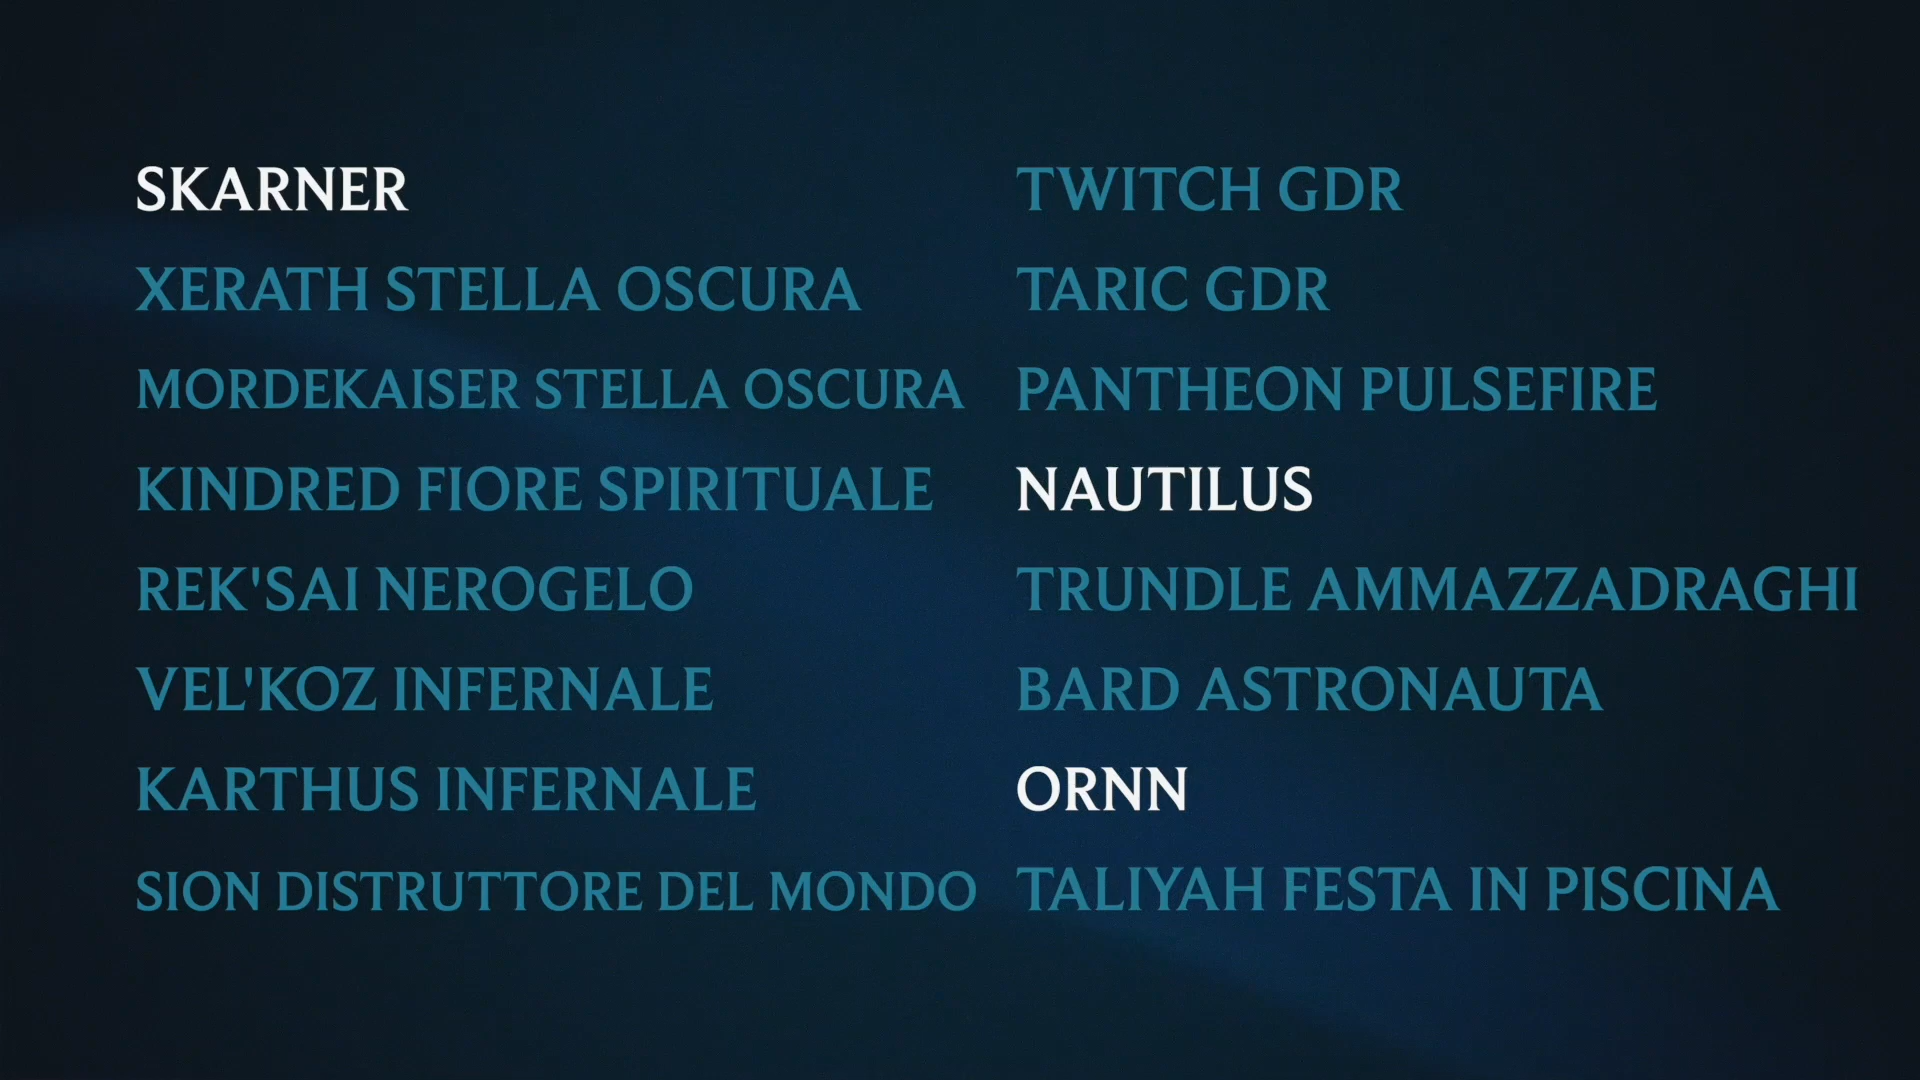 SKARNER
XERATH STELLA OSCURA
MORDEKAISER STELLA OSCURA
KINDRED FIORE SPIRITUALE
REK'SAI NEROGELO
VEL'KOZ INFERNALE
KARTHUS INFERNALE
SION DISTRUTTORE DEL MONDO
TWITCH GDR
TARIC GDR
PANTHEON PULSEFIRE
NAUTILUS
TRUNDLE AMMAZZADRAGHI
BARD ASTRONAUTA
ORNN
TALIYAH FESTA IN PISCINA